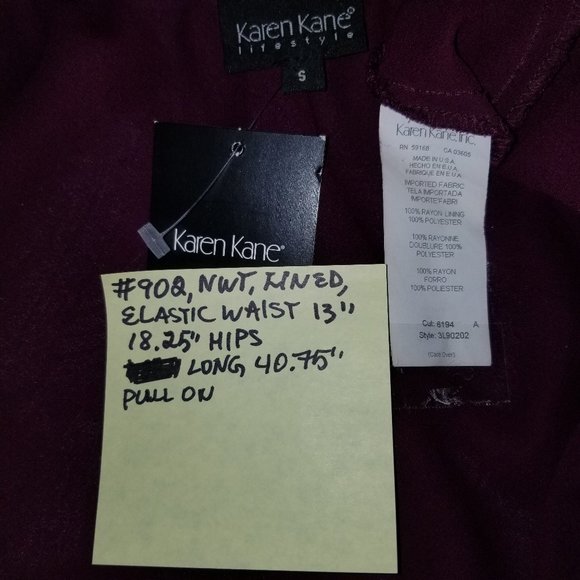 Karen Kane®
lifestyle
S
Karen Kane®
Karen Kane Inc.
RN 59168 CA 03605
MADE IN U.S.A.
HECHO EN E.U.A.
FABRIQUE EN E.U.A.
IMPORTED FABRIC
TELA IMPORTADA
IMPORTE'FABRI
100% RAYON LINING
100% POLYESTER
100% RAYONNE
DOUBLURE 100%
POLYESTER
100% RAYON
FORRO
100% POLIESTER
Cut: 6194 A
Style: 3L90202
(Care Over)
#902, NWT, LINED,
ELASTIC WAIST 13"
18.25" HIPS
LONG 40.75"
PULL ON